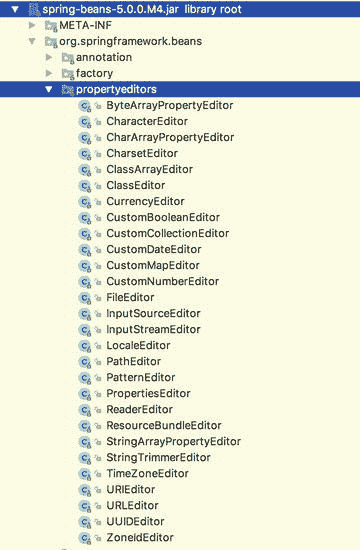 spring-beans-5.0.0.M4.jar library root
META-INF
org.springframework.beans
annotation
factory
propertyeditors
ByteArrayPropertyEditor
CharacterEditor
CharArrayPropertyEditor
CharsetEditor
ClassArrayEditor
ClassEditor
CurrencyEditor
CustomBooleanEditor
CustomCollectionEditor
CustomDateEditor
CustomMapEditor
CustomNumberEditor
FileEditor
InputSourceEditor
InputStreamEditor
LocaleEditor
PathEditor
PatternEditor
PropertiesEditor
ReaderEditor
ResourceBundleEditor
StringArrayPropertyEditor
StringTrimmerEditor
TimeZoneEditor
URIEditor
URLEditor
UUIDEditor
ZoneIdEditor